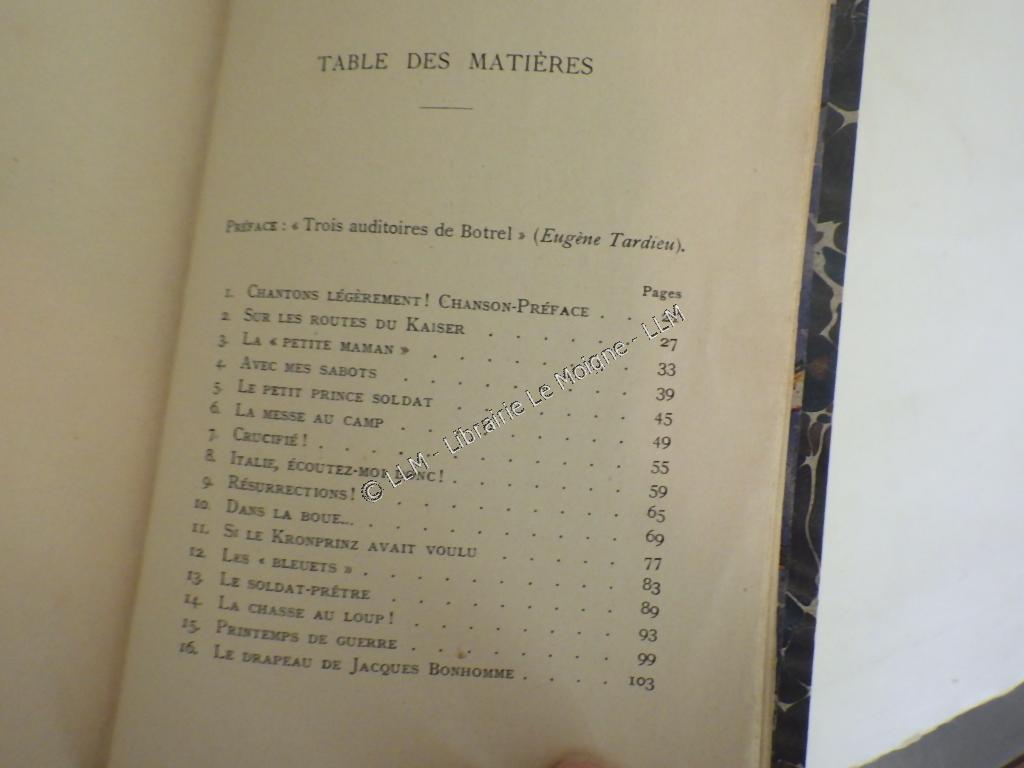 TABLE DES MATIÈRES
PRÉFACE : « Trois auditoires de Botrel » (Eugène Tardieu).
Pages
1. CHANTONS LÉGÈREMENT ! CHANSON-PRÉFACE . .
2. SUR LES ROUTES DU KAISER . . . . . . 27
3. LA « PETITE MAMAN » . . . . . . . . 33
4. AVEC MES SABOTS . . . . . . . . . 39
5. LE PETIT PRINCE SOLDAT . . . . . . . 45
6. LA MESSE AU CAMP . . . . . . . . . 49
7. CRUCIFIÉ ! . . . . . . . . . . . 55
8. ITALIE, ÉCOUTEZ-MOI DONC ! . . . . . . . 59
9. RÉSURRECTIONS ! . . . . . . . . . . 65
10. DANS LA BOUE... . . . . . . . . . . 69
11. SI LE KRONPRINZ AVAIT VOULU . . . . . 77
12. LES « BLEUETS » . . . . . . . . . . 83
13. LE SOLDAT-PRÊTRE . . . . . . . . . 89
14. LA CHASSE AU LOUP ! . . . . . . . . 93
15. PRINTEMPS DE GUERRE . . . . . . . . 99
16. LE DRAPEAU DE JACQUES BONHOMME . . . . 103
© LLM - Librairie Le Moigne - LLM